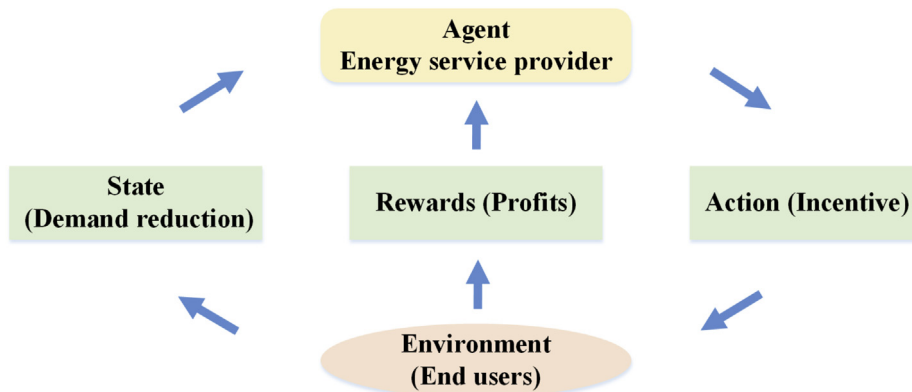 Agent
Energy service provider
State
(Demand reduction)
Rewards (Profits)
Action (Incentive)
Environment
(End users)